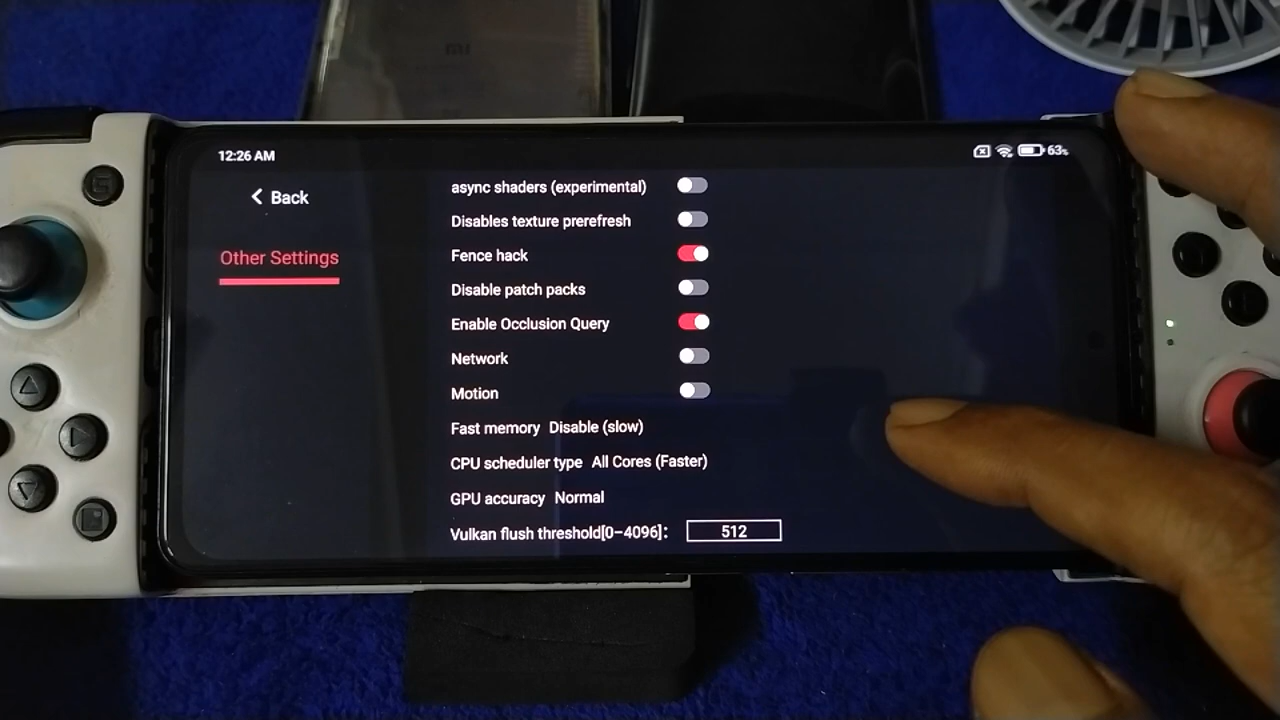 12:26 AM
63%
Back
Other Settings
async shaders (experimental)
Disables texture prerefresh
Fence hack
Disable patch packs
Enable Occlusion Query
Network
Motion
Fast memory Disable (slow)
CPU scheduler type All Cores (Faster)
GPU accuracy Normal
Vulkan flush threshold[0-4096]: 512